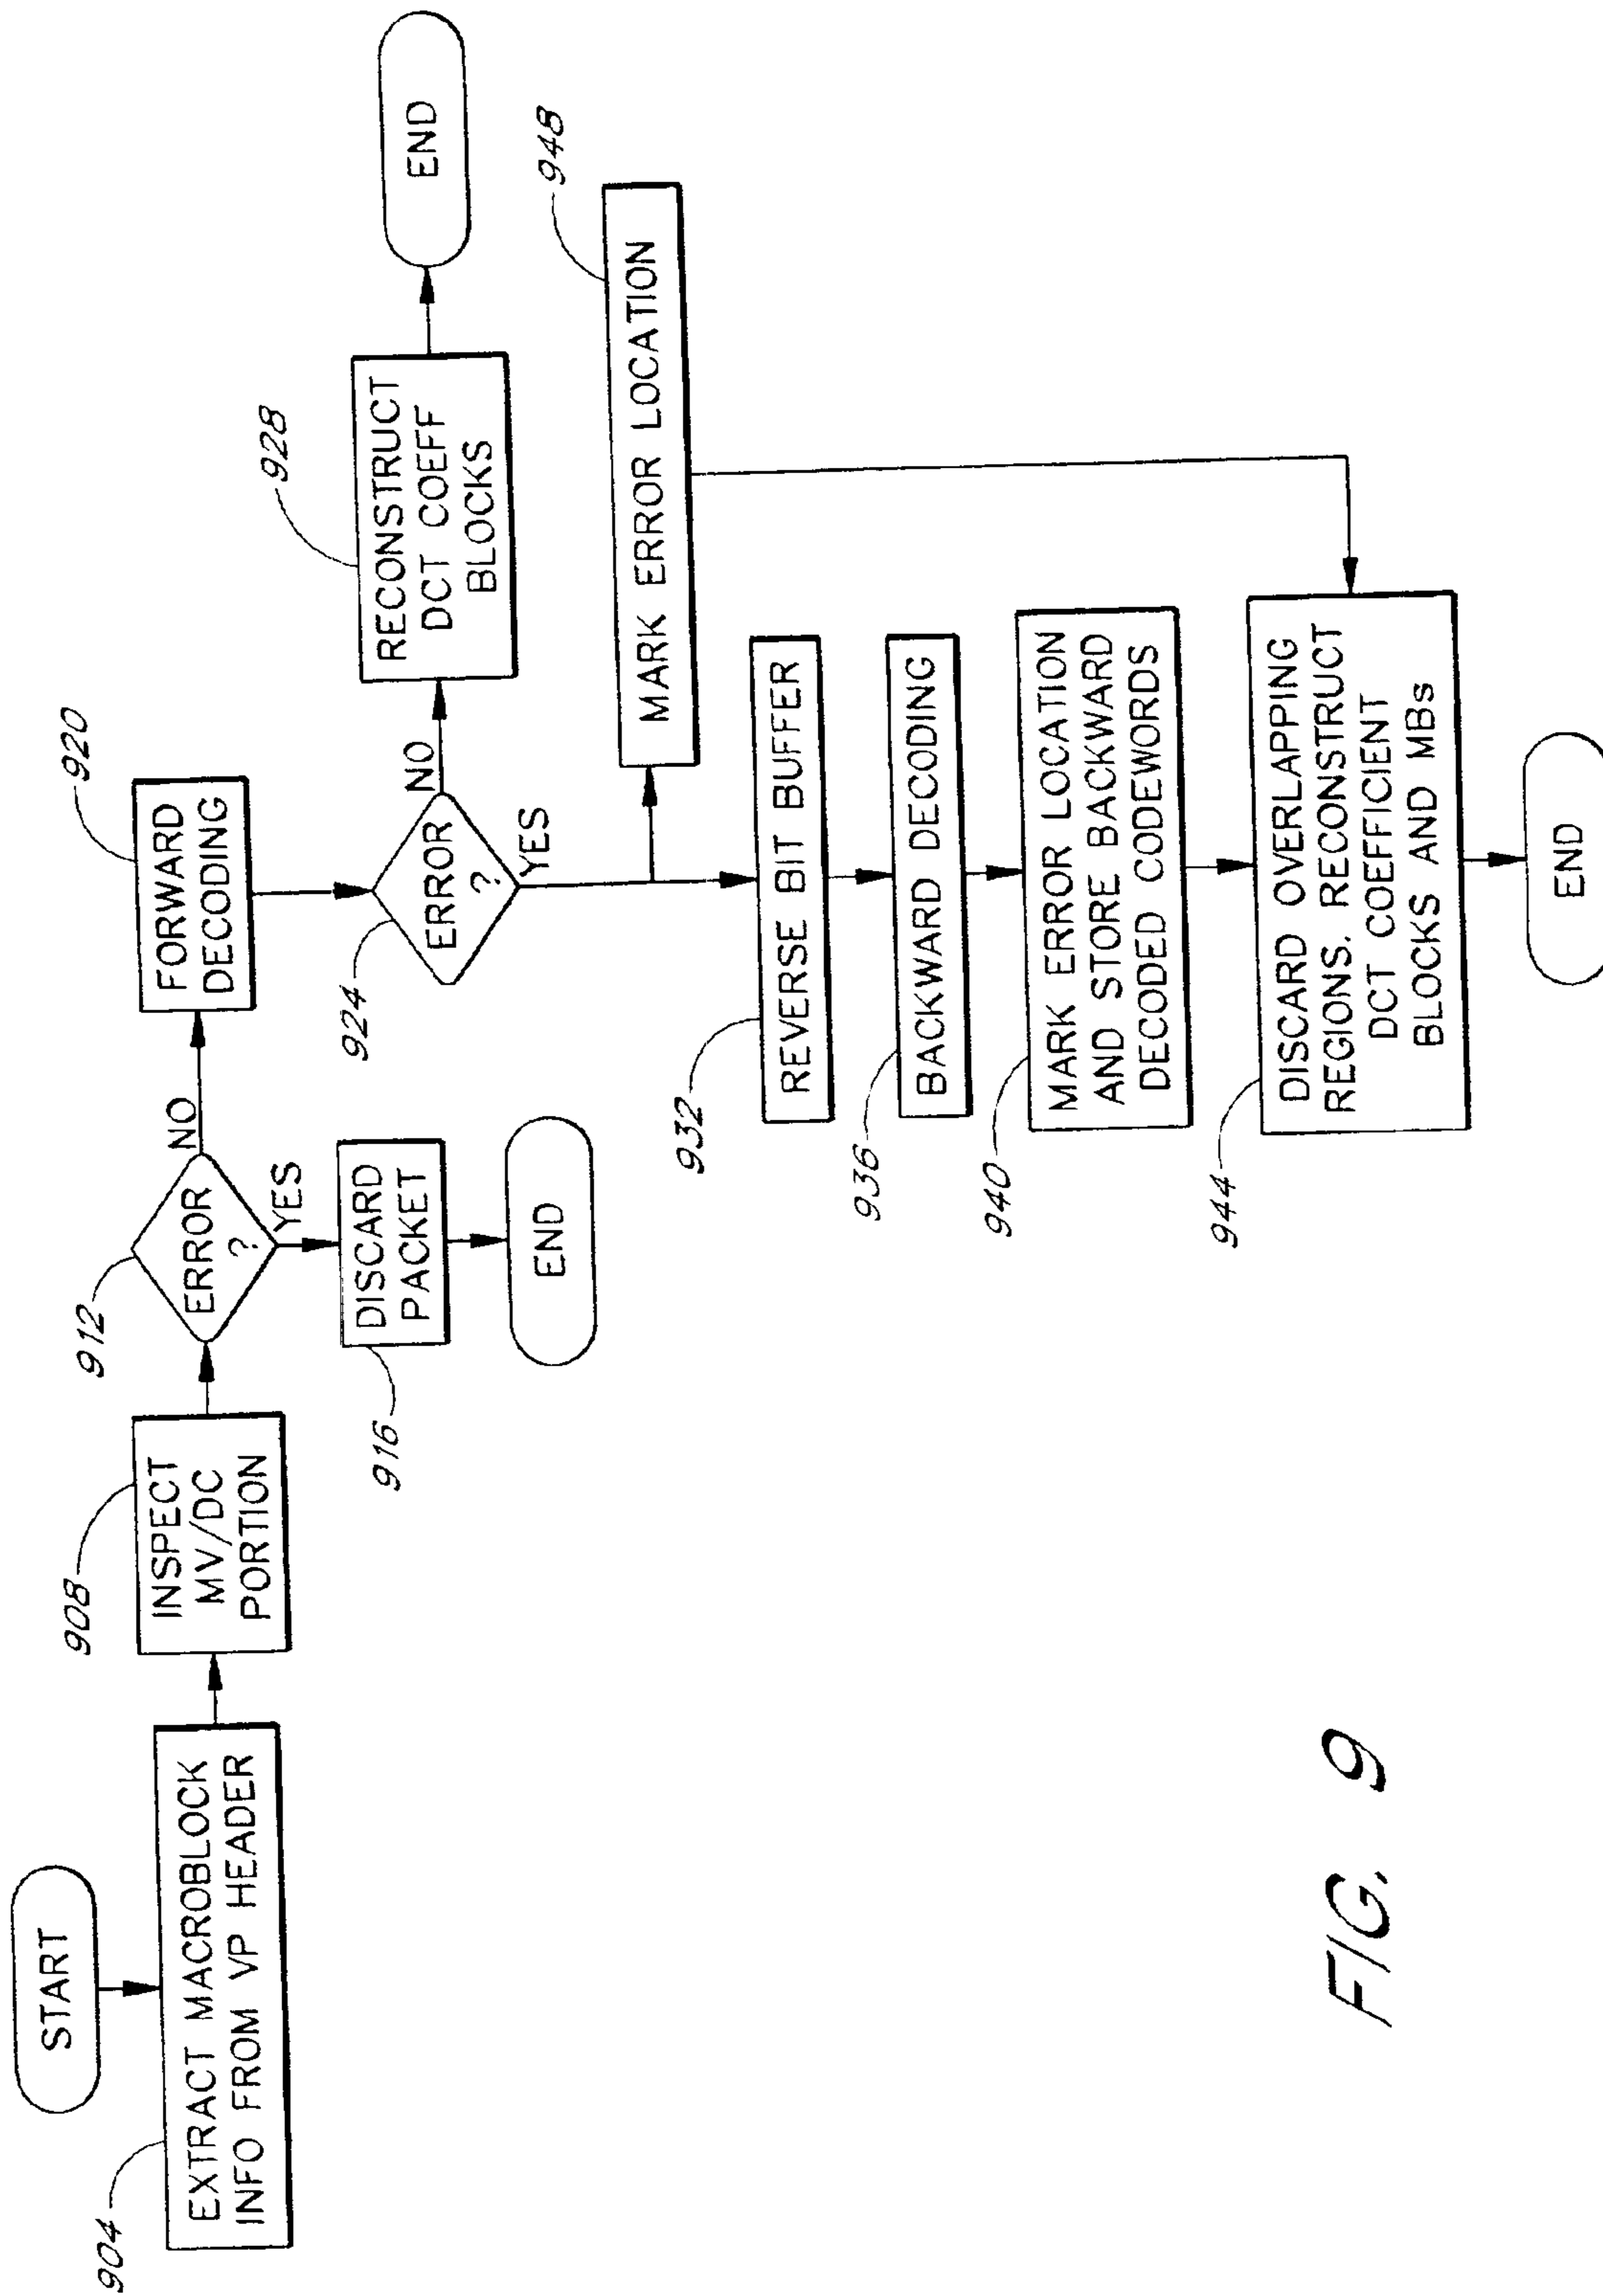 START
904
EXTRACT MACROBLOCK
INFO FROM VP HEADER
908
INSPECT
MV/DC
PORTION
912
ERROR
?
NO
YES
916
DISCARD
PACKET
END
920
FORWARD
DECODING
924
ERROR
?
NO
YES
928
RECONSTRUCT
DCT COEFF
BLOCKS
END
948
MARK ERROR LOCATION
932
REVERSE BIT BUFFER
936
BACKWARD DECODING
940
MARK ERROR LOCATION
AND STORE BACKWARD
DECODED CODEWORDS
944
DISCARD OVERLAPPING
REGIONS. RECONSTRUCT
DCT COEFFICIENT
BLOCKS AND MBs
END
FIG. 9